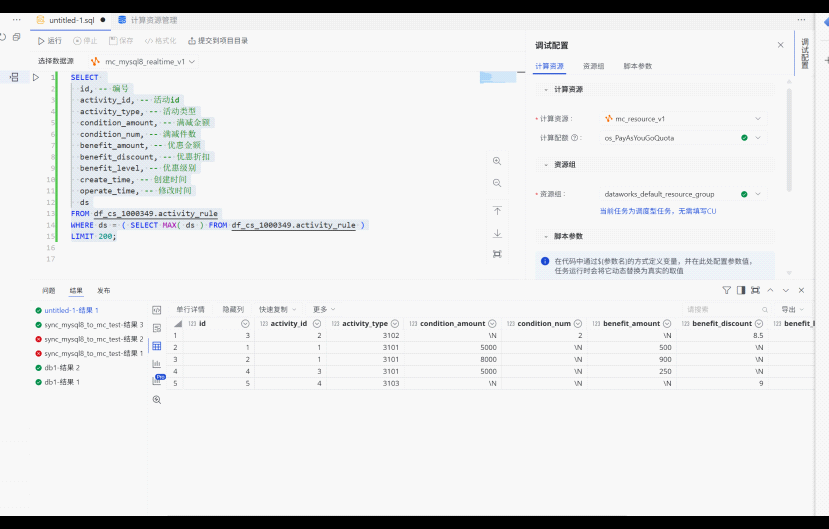 untitled-1.sql
计算资源管理
运行 停止 保存 格式化 提交到项目目录
选择数据源 mc_mysql8_realtime_v1
1 SELECT
2 id, -- 编号
3 activity_id, -- 活动id
4 activity_type, -- 活动类型
5 condition_amount, -- 满减金额
6 condition_num, -- 满减件数
7 benefit_amount, -- 优惠金额
8 benefit_discount, -- 优惠折扣
9 benefit_level, -- 优惠级别
10 create_time, -- 创建时间
11 operate_time, -- 修改时间
12 ds
13 FROM df_cs_1000349.activity_rule
14 WHERE ds = ( SELECT MAX( ds ) FROM df_cs_1000349.activity_rule )
15 LIMIT 200;
16
17
调试配置
计算资源 资源组 脚本参数
计算资源
* 计算资源： mc_resource_v1
计算配额 ： os_PayAsYouGoQuota
资源组
* 资源组： dataworks_default_resource_group
当前任务为调度型任务，无需填写CU
脚本参数
在代码中通过${参数名}的方式定义变量，并在此处配置参数值，
任务运行时会将它动态替换为真实的取值
调试配置
问题 结果 发布
untitled-1-结果 1
sync_mysql8_to_mc_test-结果 3
sync_mysql8_to_mc_test-结果 2
sync_mysql8_to_mc_test-结果 1
db1-结果 2
db1-结果 1
Pro
单行详情 隐藏列 快速复制 更多 请搜索 导出
123 id 123 activity_id 123 activity_type 123 condition_amount 123 condition_num 123 benefit_amount 123 benefit_discount 123 benefit_l
1 3 2 3102 \N 2 \N 8.5
2 1 1 3101 5000 \N 500 \N
3 2 1 3101 8000 \N 900 \N
4 4 3 3101 5000 \N 250 \N
5 5 4 3103 \N \N \N 9